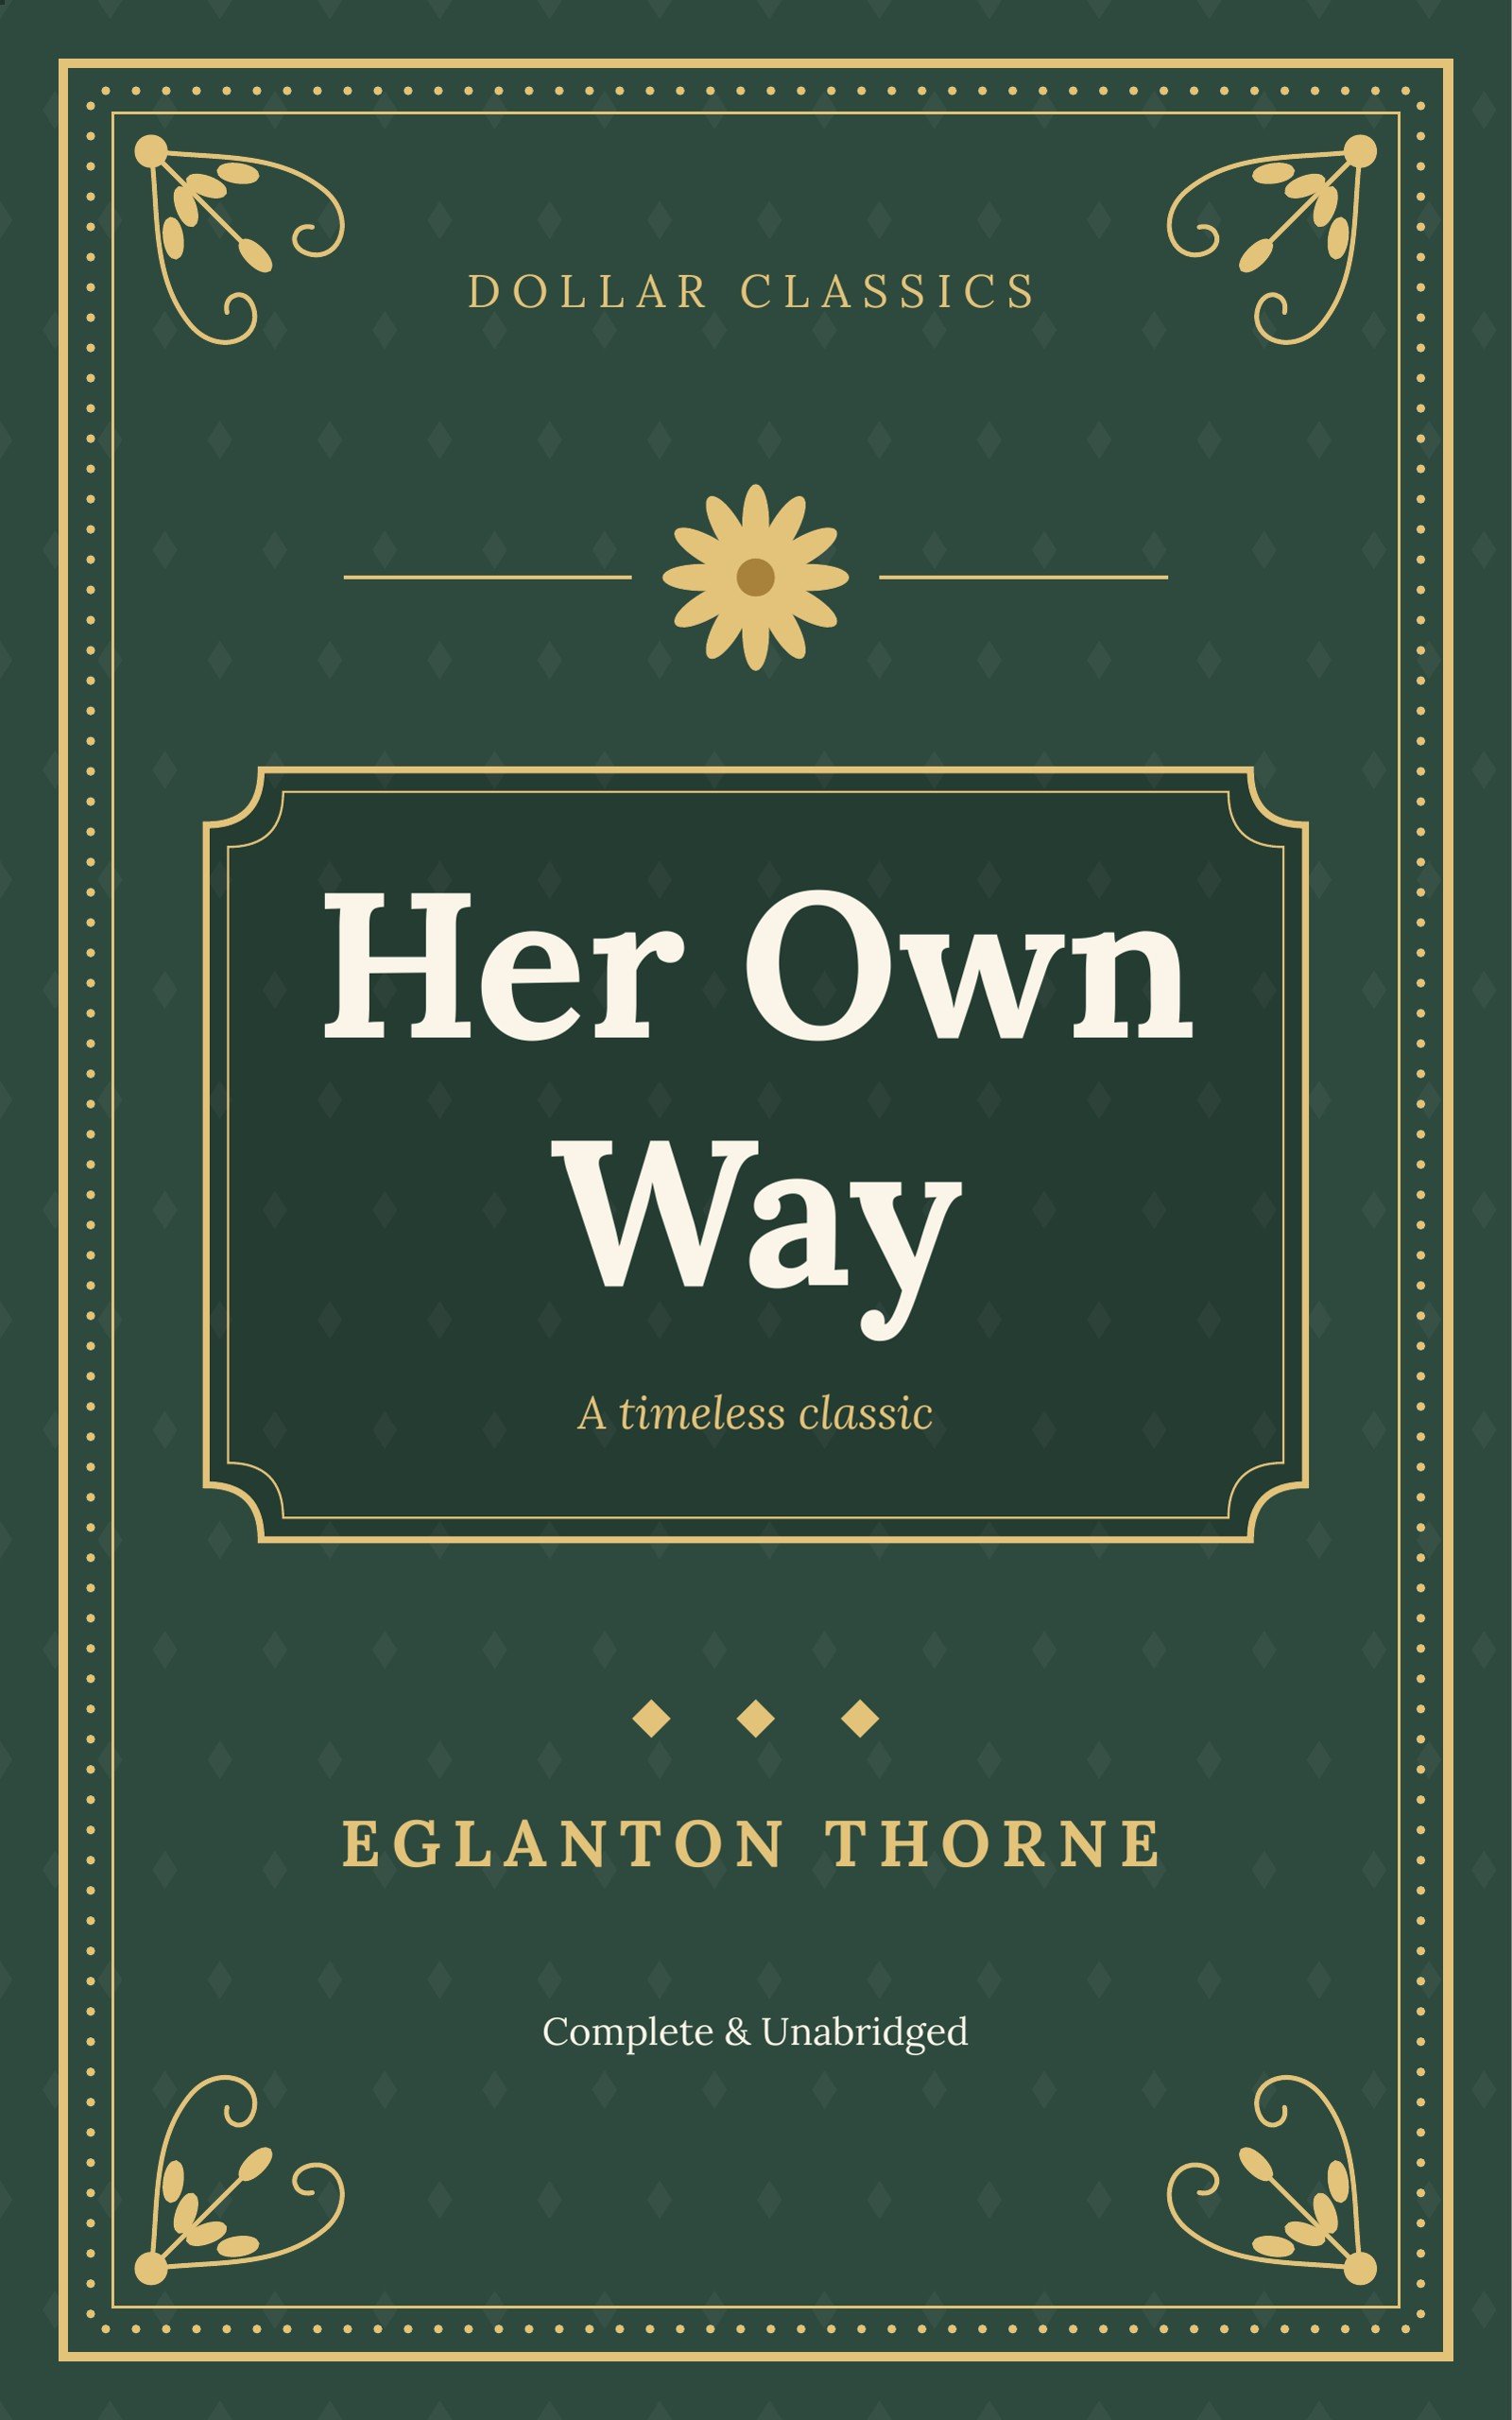 DOLLAR CLASSICS
Her Own
Way
A timeless classic
EGLANTON THORNE
Complete & Unabridged